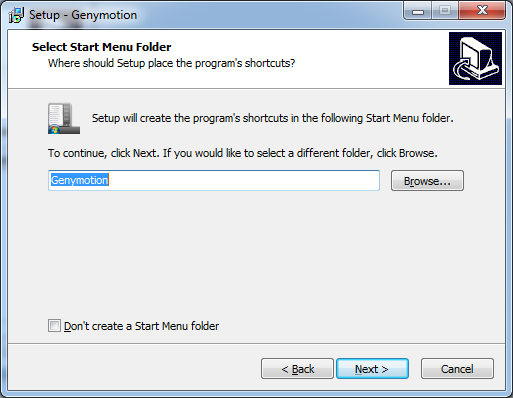 Setup - Genymotion
Select Start Menu Folder
Where should Setup place the program's shortcuts?
Setup will create the program's shortcuts in the following Start Menu folder.
To continue, click Next. If you would like to select a different folder, click Browse.
Genymotion
Browse...
Don't create a Start Menu folder
< Back
Next >
Cancel